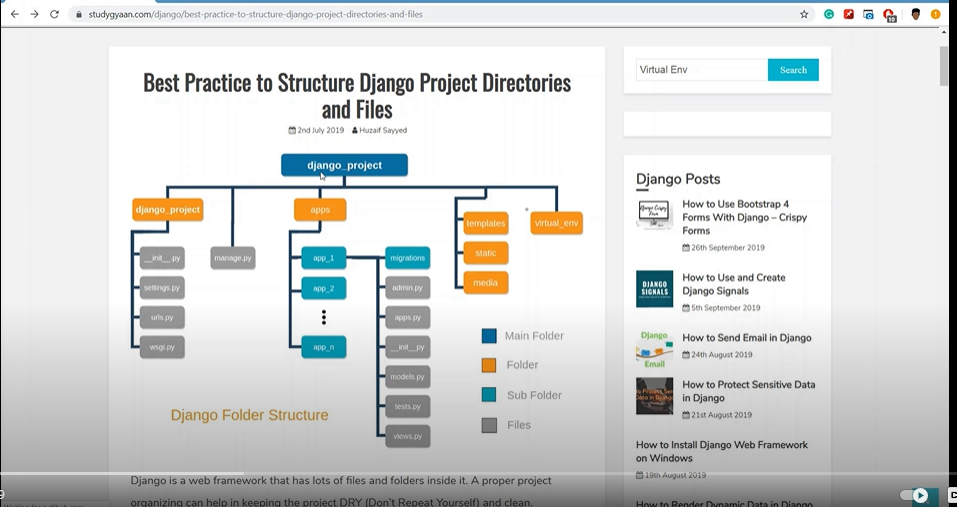 studygyaan.com/django/best-practice-to-structure-django-project-directories-and-files
10
Best Practice to Structure Django Project Directories
and Files
2nd July 2019 Huzaif Sayyed
django_project
django_project
apps
templates
virtual_env
static
media
__init__.py
manage.py
settings.py
urls.py
wsgi.py
app_1
app_2
app_n
migrations
admin.py
apps.py
__init__.py
models.py
tests.py
views.py
Main Folder
Folder
Sub Folder
Files
Django Folder Structure
Django is a web framework that has lots of files and folders inside it. A proper project
organizing can help in keeping the project DRY (Don't Repeat Yourself) and clean.
Virtual Env
Search
Django Posts
How to Use Bootstrap 4
Forms With Django – Crispy
Forms
26th September 2019
DJANGO
SIGNALS
How to Use and Create
Django Signals
5th September 2019
Django
Email
How to Send Email in Django
24th August 2019
How to Protect Sensitive Data
in Django
21st August 2019
How to Install Django Web Framework
on Windows
19th August 2019
How to Render Dynamic Data in Django